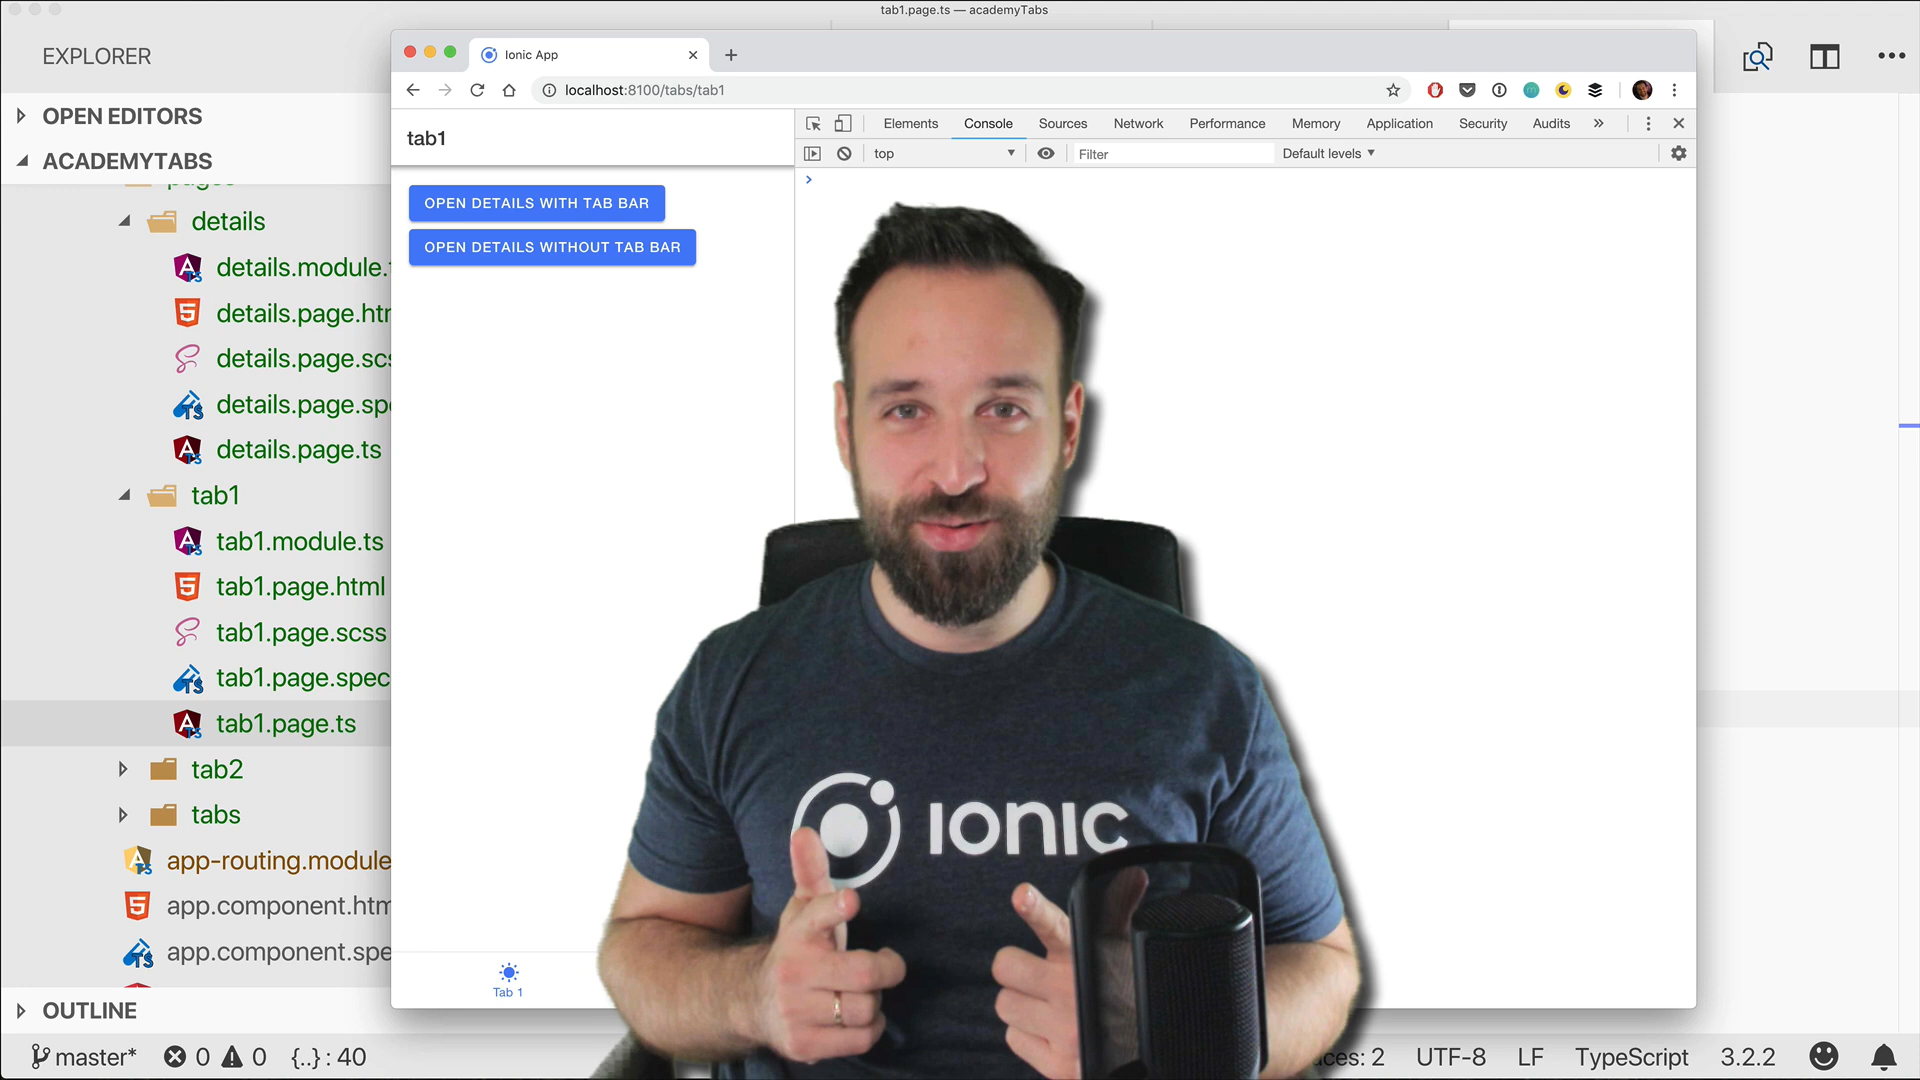 tab1.page.ts — academyTabs
EXPLORER
OPEN EDITORS
ACADEMYTABS
pages
details
details.module.
details.page.htm
details.page.scs
details.page.spe
details.page.ts
tab1
tab1.module.ts
tab1.page.html
tab1.page.scss
tab1.page.spec
tab1.page.ts
tab2
tabs
app-routing.module
app.component.htm
app.component.spe
OUTLINE
Ionic App
localhost:8100/tabs/tab1
tab1
OPEN DETAILS WITH TAB BAR
OPEN DETAILS WITHOUT TAB BAR
Tab 1
Elements Console Sources Network Performance Memory Application Security Audits »
top Filter Default levels
>
IONIC
master* 0 0 {..} : 40 ces: 2 UTF-8 LF TypeScript 3.2.2